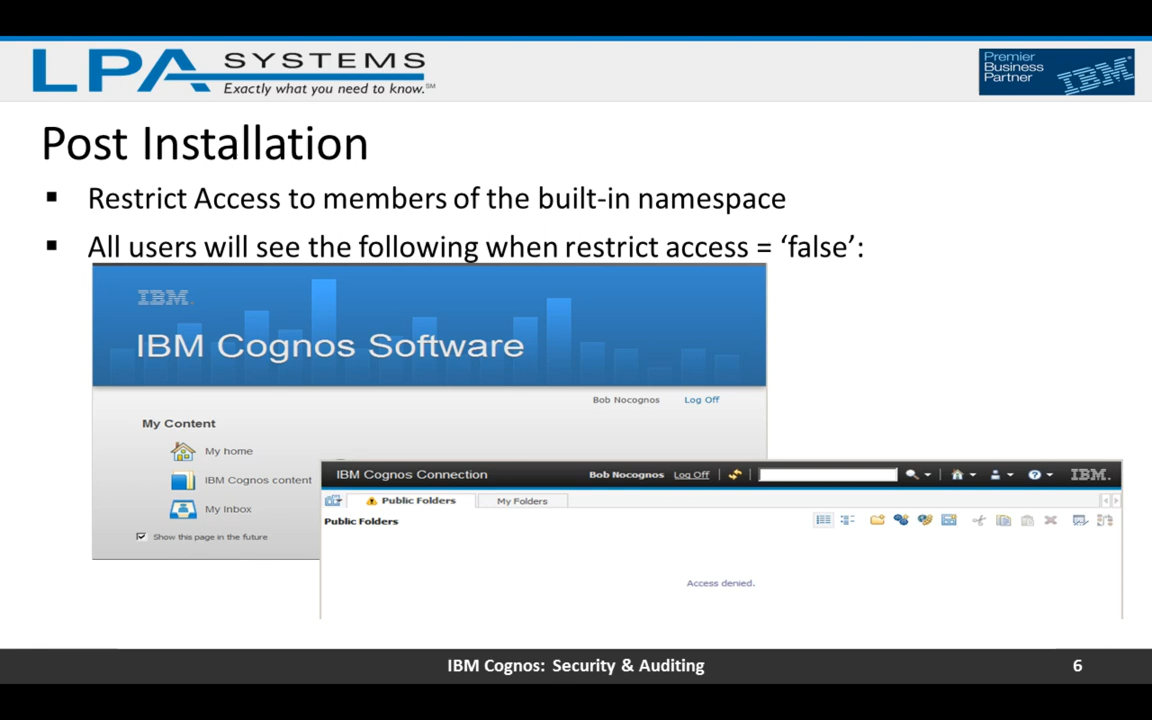 LPA SYSTEMS
Exactly what you need to know.℠
Premier
Business
Partner
IBM
Post Installation
▪ Restrict Access to members of the built-in namespace
▪ All users will see the following when restrict access = ‘false’:
IBM
IBM Cognos Software
Bob Nocognos Log Off
My Content
My home
IBM Cognos content
My Inbox
Show this page in the future
IBM Cognos Connection Bob Nocognos Log Off IBM.
Public Folders My Folders
Public Folders
Access denied.
IBM Cognos: Security & Auditing 6